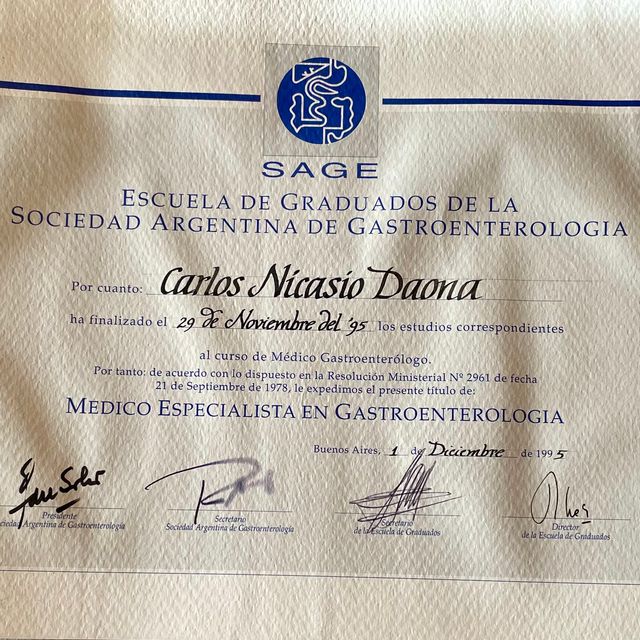 SAGE
ESCUELA DE GRADUADOS DE LA
SOCIEDAD ARGENTINA DE GASTROENTEROLOGIA
Por cuanto: Carlos Nicasio Daona
ha finalizado el 29 de Noviembre del '95 los estudios correspondientes
al curso de Médico Gastroenterólogo.
Por tanto: de acuerdo con lo dispuesto en la Resolución Ministerial Nº 2961 de fecha
21 de Septiembre de 1978, le expedimos el presente título de:
MEDICO ESPECIALISTA EN GASTROENTEROLOGIA
Buenos Aires, 1 de Diciembre de 1995
Presidente
Sociedad Argentina de Gastroenterología
Secretario
Sociedad Argentina de Gastroenterología
Secretario
de la Escuela de Graduados
Director
de la Escuela de Graduados